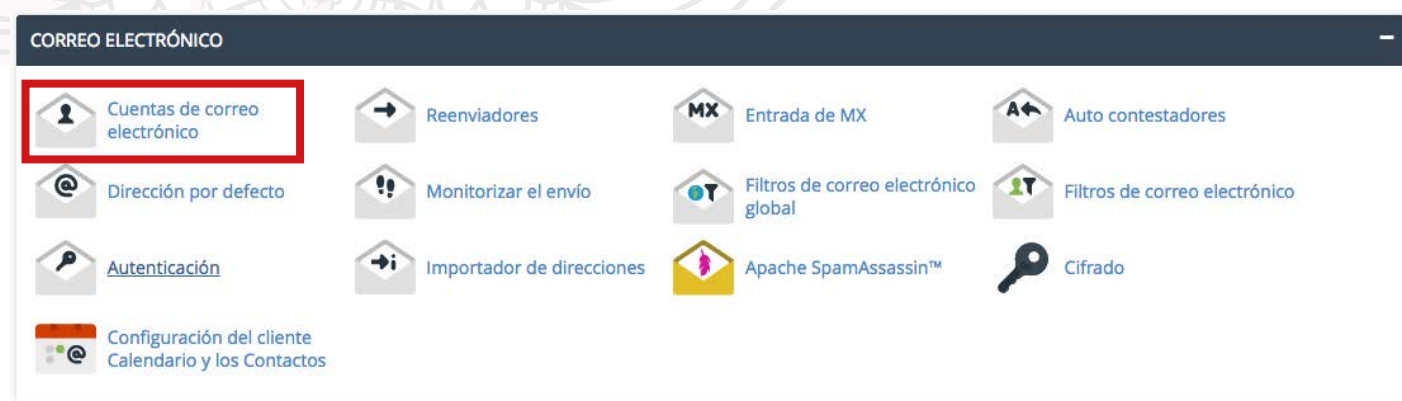 CORREO ELECTRÓNICO
Cuentas de correo
electrónico
Reenviadores
MX
Entrada de MX
A
Auto contestadores
@
Dirección por defecto
Monitorizar el envío
Filtros de correo electrónico
global
Filtros de correo electrónico
Autenticación
Importador de direcciones
Apache SpamAssassin™
Cifrado
@
Configuración del cliente
Calendario y los Contactos